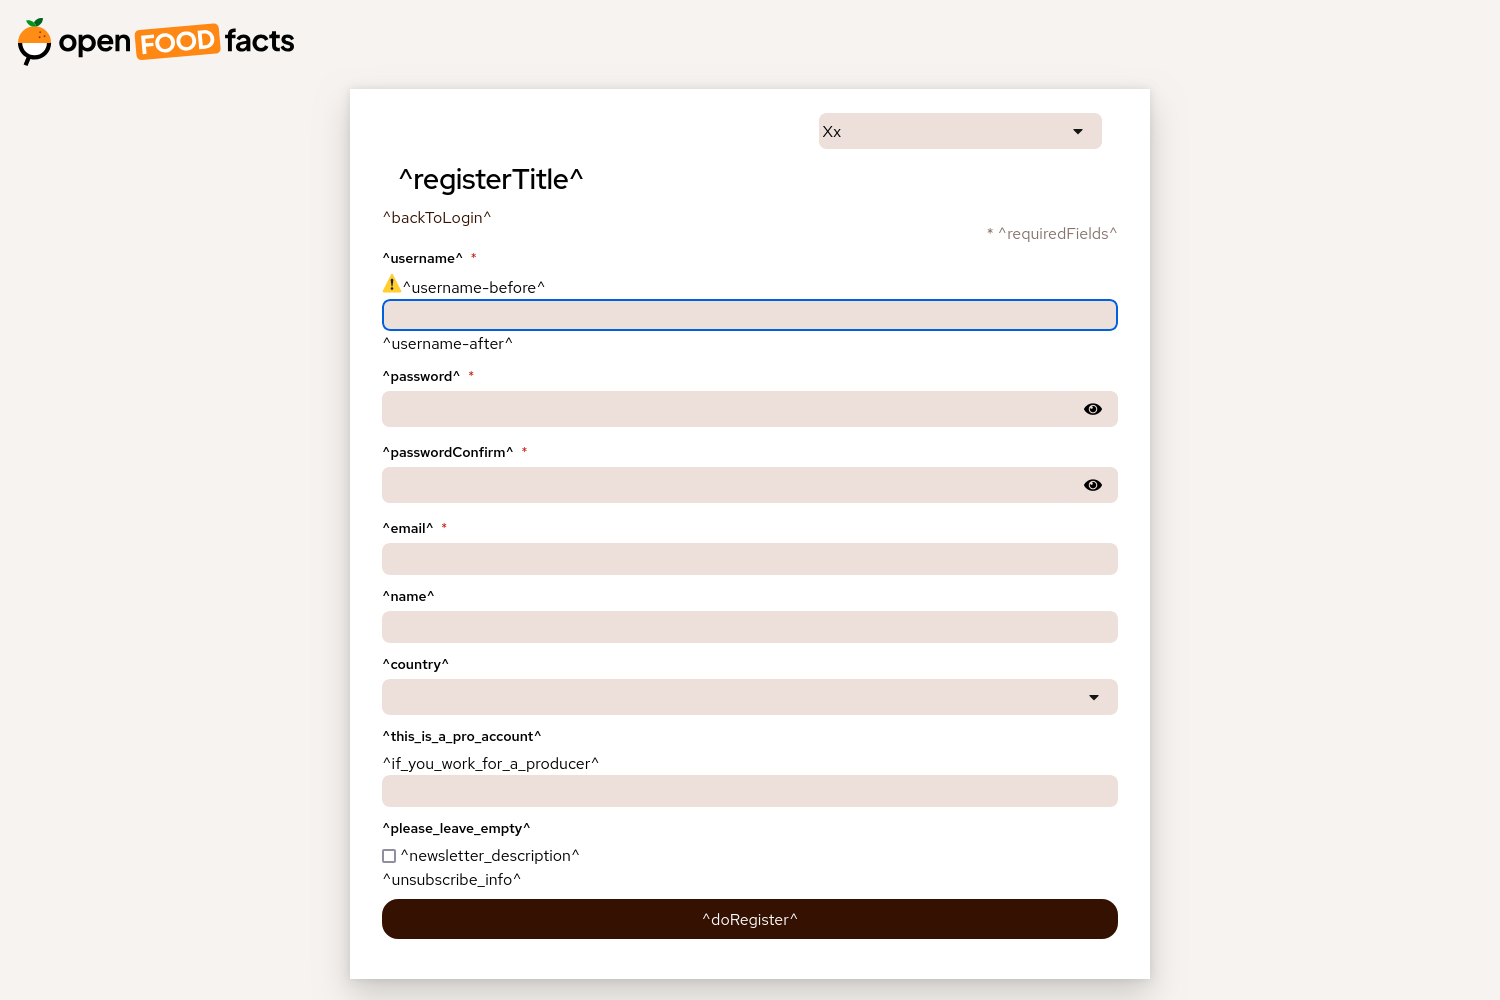 open FOOD facts
Xx
^registerTitle^
^backToLogin^
* ^requiredFields^
^username^ *
^username-before^
^username-after^
^password^ *
^passwordConfirm^ *
^email^ *
^name^
^country^
^this_is_a_pro_account^
^if_you_work_for_a_producer^
^please_leave_empty^
^newsletter_description^
^unsubscribe_info^
^doRegister^